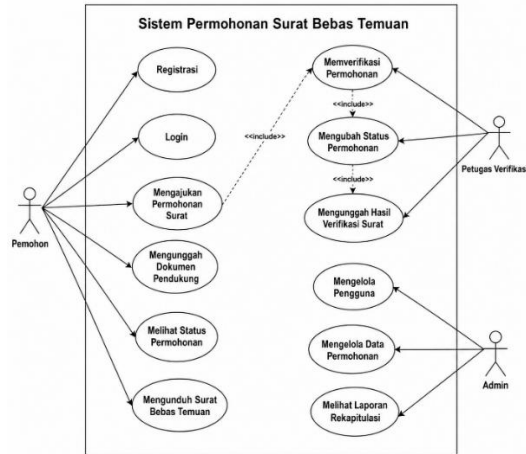 Sistem Permohonan Surat Bebas Temuan
Registrasi
Login
Mengajukan
Permohonan
Surat
Mengunggah
Dokumen
Pendukung
Melihat Status
Permohonan
Mengunduh Surat
Bebas Temuan
Pemohon
<<include>>
Memverifikasi
Permohonan
<<include>>
Mengubah Status
Permohonan
<<include>>
Mengunggah Hasil
Verifikasi Surat
Petugas Verifikas
Mengelola
Pengguna
Mengelola Data
Permohonan
Melihat Laporan
Rekapitulasi
Admin